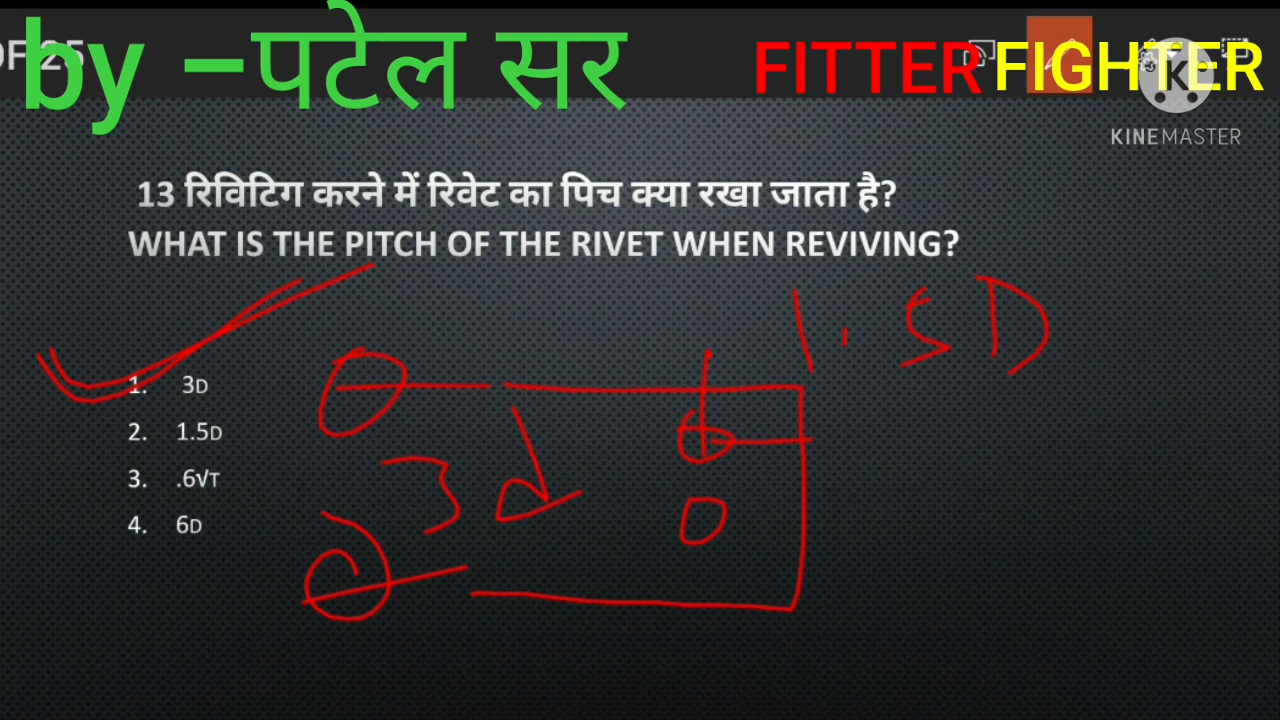 by –पटेल सर
FITTER FIGHTER
KINEMASTER
13 रिविटिग करने में रिवेट का पिच क्या रखा जाता है?
WHAT IS THE PITCH OF THE RIVET WHEN REVIVING?
1.5D
1. 3D
2. 1.5D
3. .6√T
4. 6D
3d